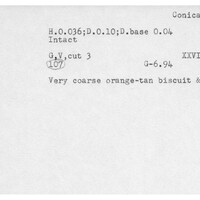 Conica
H.0.036;D.0.10;D.base 0.04
Intact
G.V,cut 3 XXVI
107 G-6.94
Very coarse orange-tan biscuit &